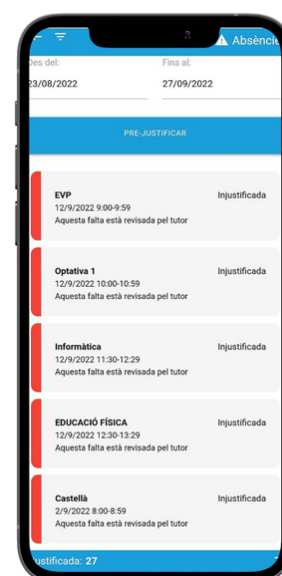 Absèncie
Des del:
Fins al:
23/08/2022
27/09/2022
PRE-JUSTIFICAR
EVP
Injustificada
12/9/2022 9:00-9:59
Aquesta falta està revisada pel tutor
Optativa 1
Injustificada
12/9/2022 10:00-10:59
Aquesta falta està revisada pel tutor
Informàtica
Injustificada
12/9/2022 11:30-12:29
Aquesta falta està revisada pel tutor
EDUCACIÓ FÍSICA
Injustificada
12/9/2022 12:30-13:29
Aquesta falta està revisada pel tutor
Castellà
Injustificada
2/9/2022 8:00-8:59
Aquesta falta està revisada pel tutor
ustificada: 27